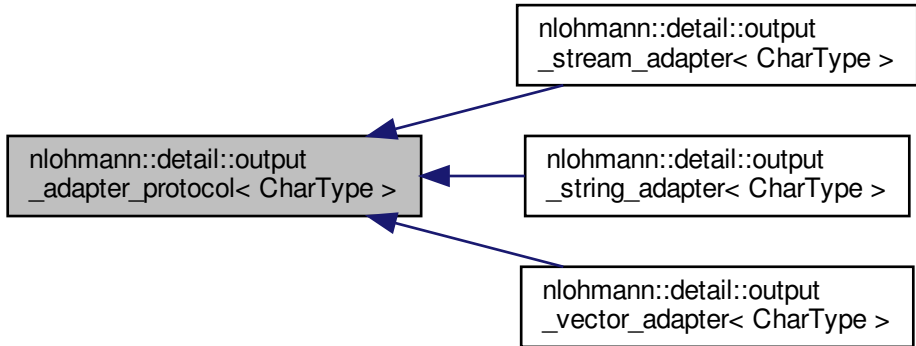 nlohmann::detail::output
_stream_adapter< CharType >
nlohmann::detail::output
_adapter_protocol< CharType >
nlohmann::detail::output
_string_adapter< CharType >
nlohmann::detail::output
_vector_adapter< CharType >